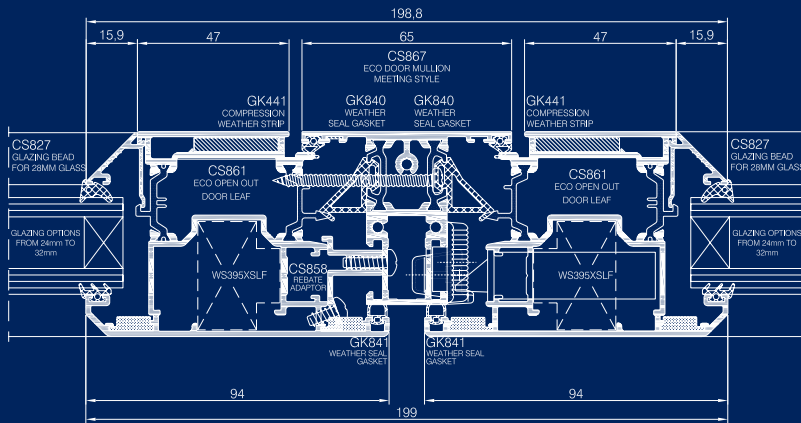 198,8
15,9
47
65
47
15,9
CS867
ECO DOOR MULLION
MEETING STYLE
GK441
COMPRESSION
WEATHER STRIP
GK840
WEATHER
SEAL GASKET
GK840
WEATHER
SEAL GASKET
GK441
COMPRESSION
WEATHER STRIP
CS827
GLAZING BEAD
FOR 28MM GLASS
CS827
GLAZING BEAD
FOR 28MM GLASS
CS861
ECO OPEN OUT
DOOR LEAF
CS861
ECO OPEN OUT
DOOR LEAF
GLAZING OPTIONS
FROM 24mm TO
32mm
WS395XSLF
CS858
REBATE
ADAPTOR
WS395XSLF
GLAZING OPTIONS
FROM 24mm TO
32mm
GK841
WEATHER SEAL
GASKET
GK841
WEATHER SEAL
GASKET
94
94
199